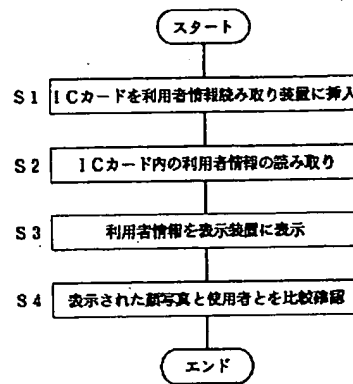 スタート
S1 ICカードを利用者情報読み取り装置に挿入
S2 ICカード内の利用者情報の読み取り
S3 利用者情報を表示装置に表示
S4 表示された顔写真と使用者とを比較確認
エンド